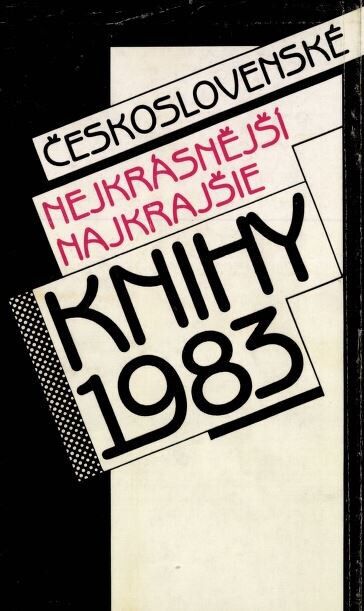 ČESKOSLOVENSKÉ
NEJKRÁSNĚJŠÍ
NAJKRAJŠIE
KNIHY
1983